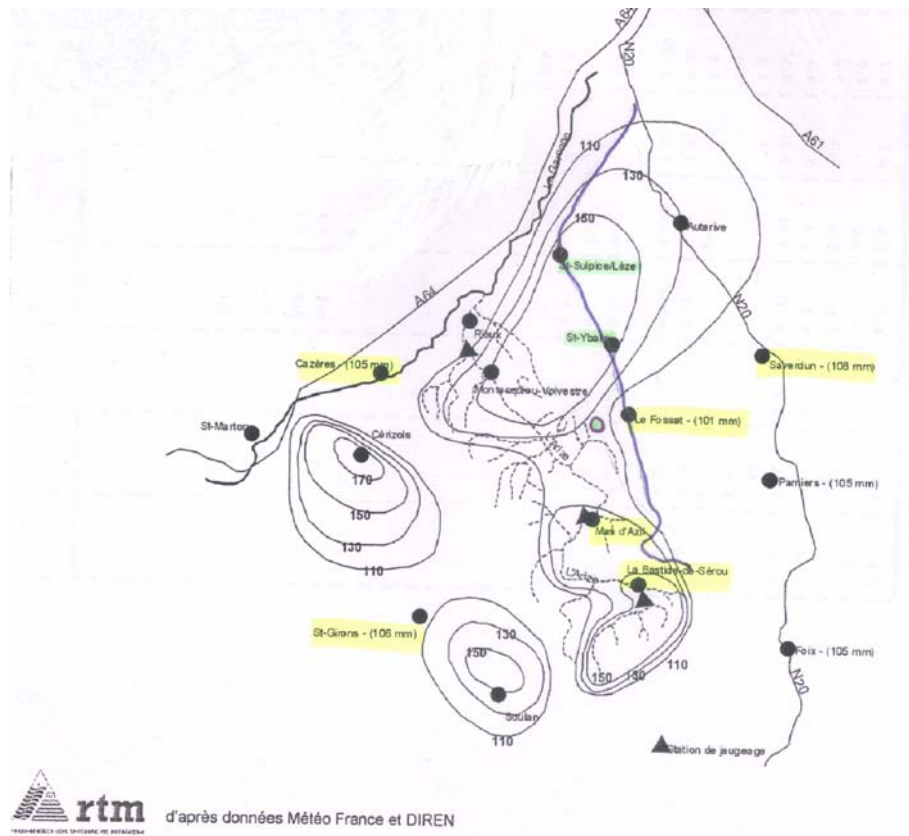 A64
N20
A61
La Garonne
110
130
150
Auterive
St-Sulpice/Lèze
A64
N20
Rieux
St-Ybars
Cazères - (105 mm)
Saverdun - (108 mm)
Montesquieu-Volvestre
Le Fossat - (101 mm)
St-Martory
Cérizols
L'Arize
170
Pamiers - (105 mm)
150
Mas d'Azil
130
110
La Bastide-de-Sérou
L'Arize
St-Girons - (106 mm)
130
150
Foix - (105 mm)
110
150
130
N20
Soulan
110
Station de jaugeage
rtm
d'après données Météo France et DIREN